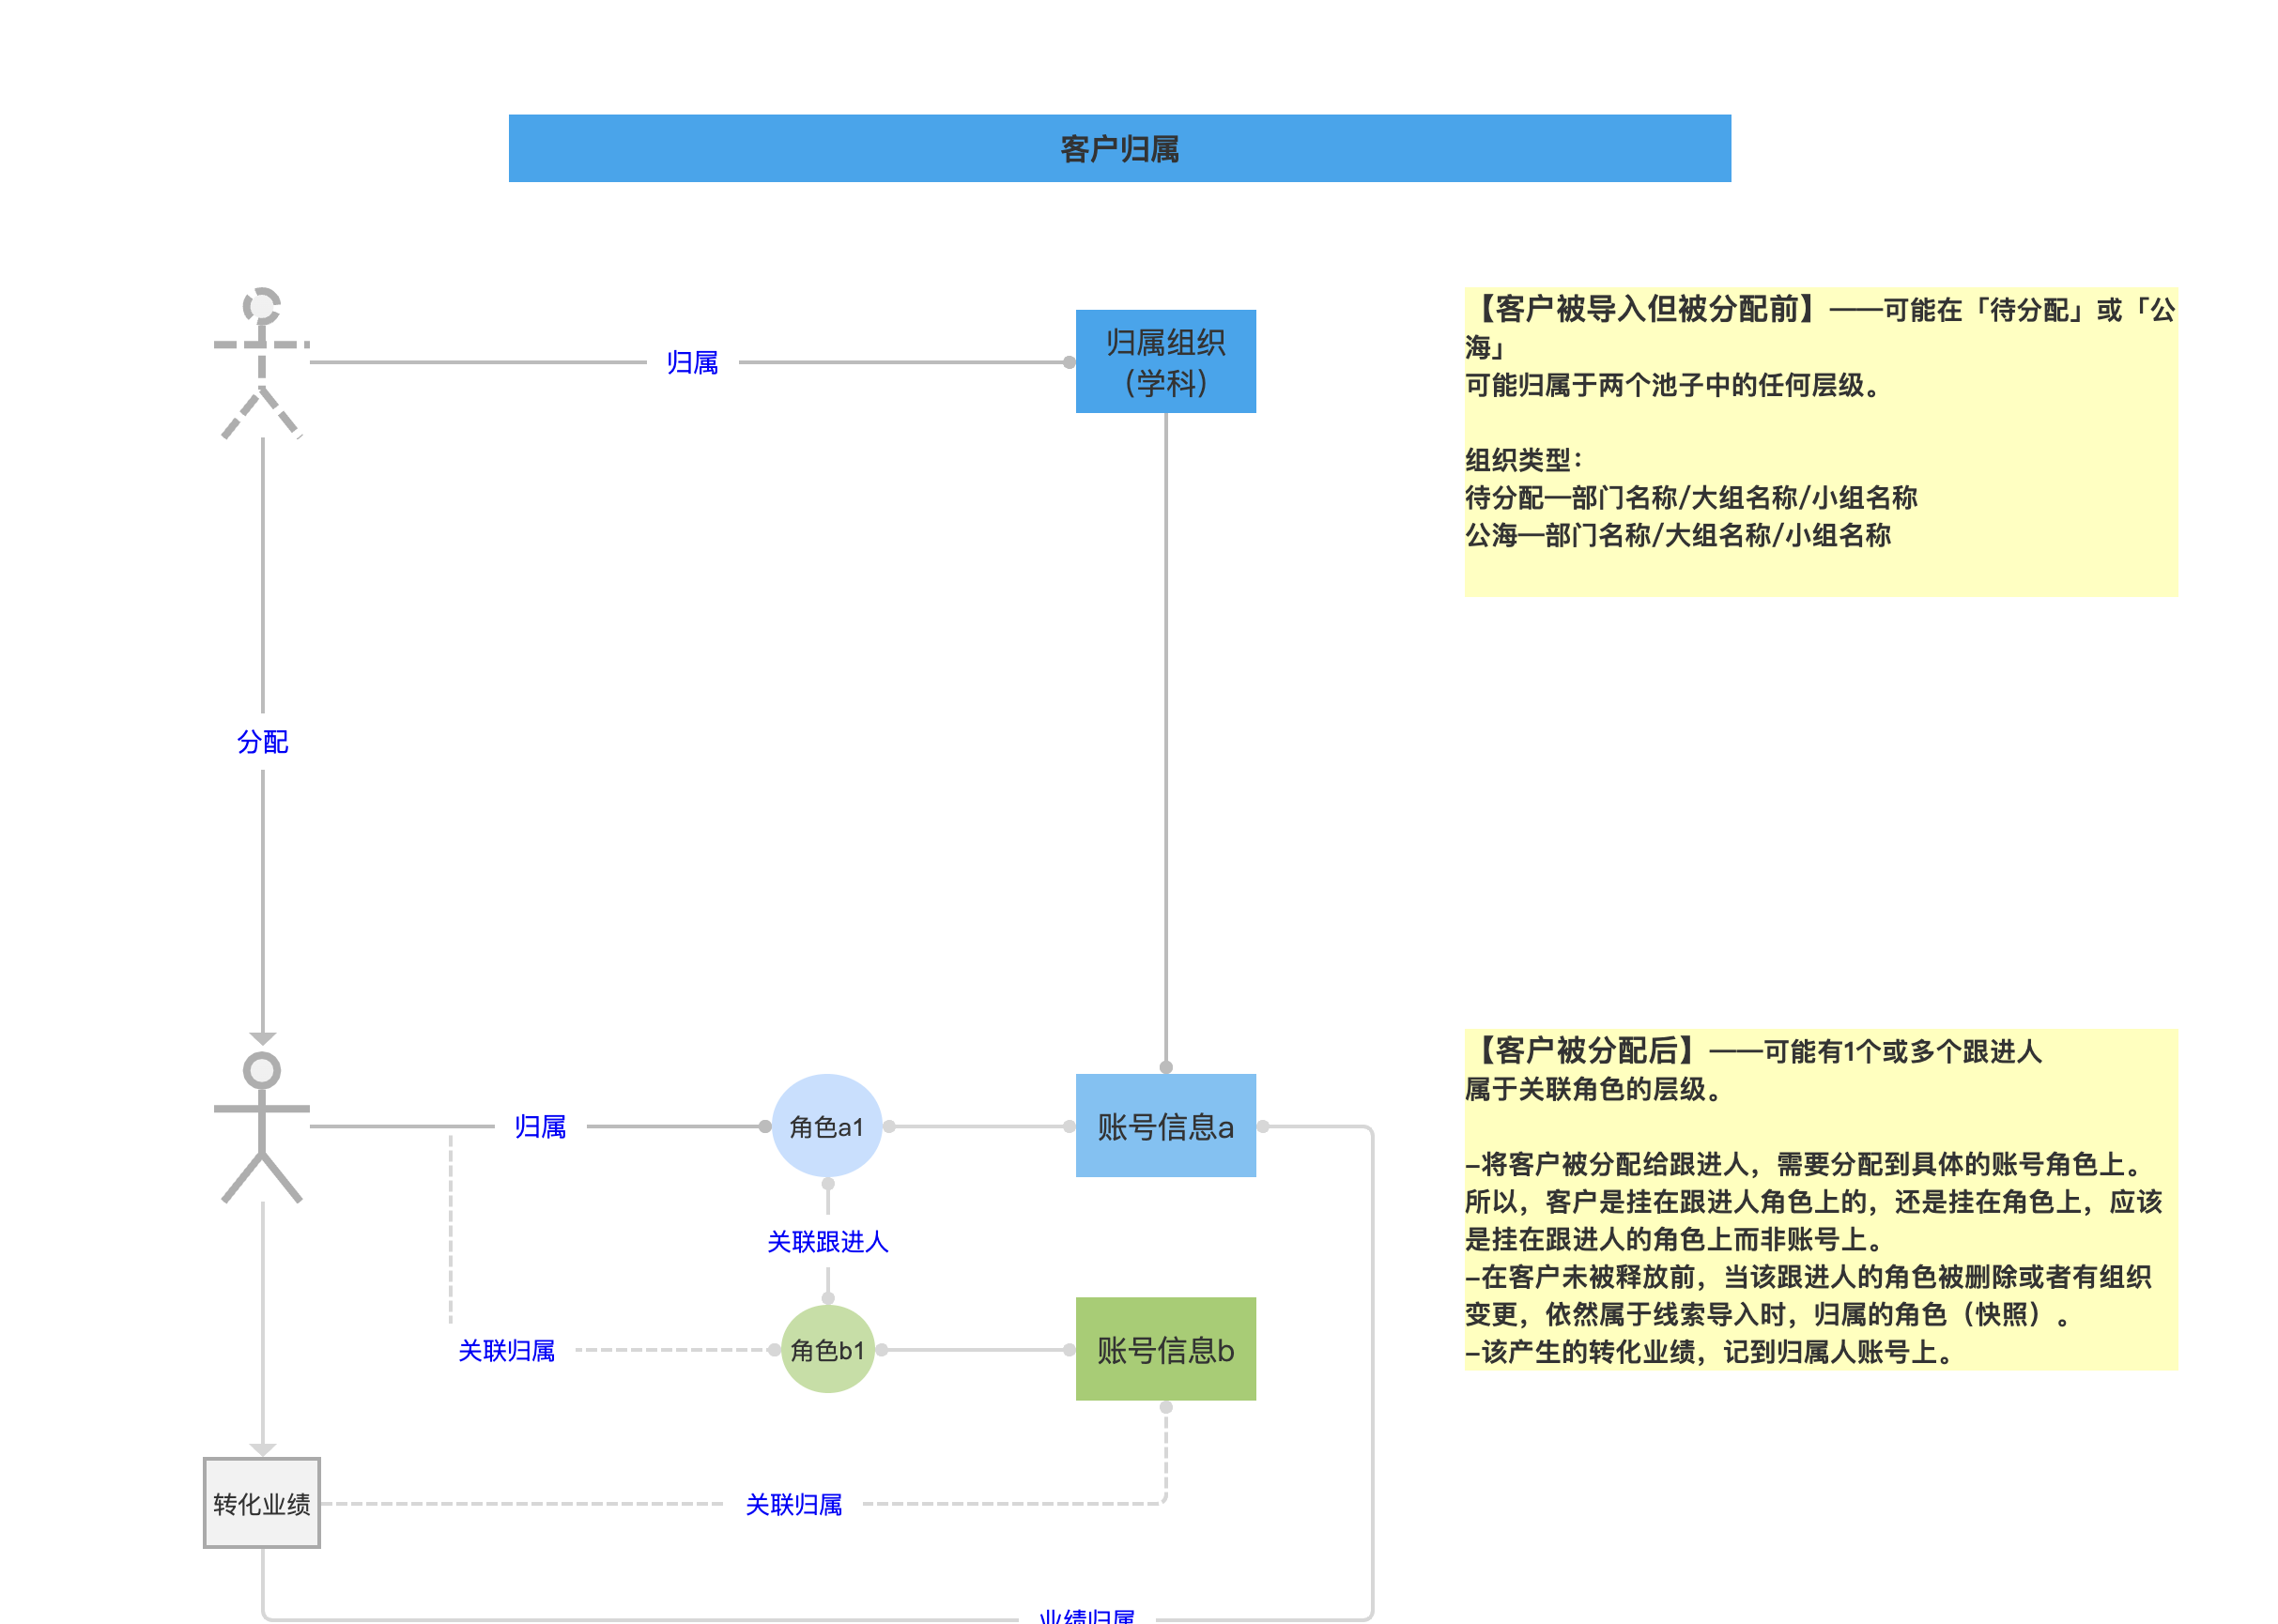 客户归属
归属
归属组织
(学科)
【客户被导入但被分配前】——可能在「待分配」或「公
海」
可能归属于两个池子中的任何层级。
组织类型：
待分配—部门名称/大组名称/小组名称
公海—部门名称/大组名称/小组名称
分配
归属
角色a1
账号信息a
【客户被分配后】——可能有1个或多个跟进人
属于关联角色的层级。
-将客户被分配给跟进人，需要分配到具体的账号角色上。
所以，客户是挂在跟进人角色上的，还是挂在角色上，应该
是挂在跟进人的角色上而非账号上。
-在客户未被释放前，当该跟进人的角色被删除或者有组织
变更，依然属于线索导入时，归属的角色（快照）。
-该产生的转化业绩，记到归属人账号上。
关联跟进人
关联归属
角色b1
账号信息b
转化业绩
关联归属
业绩归属